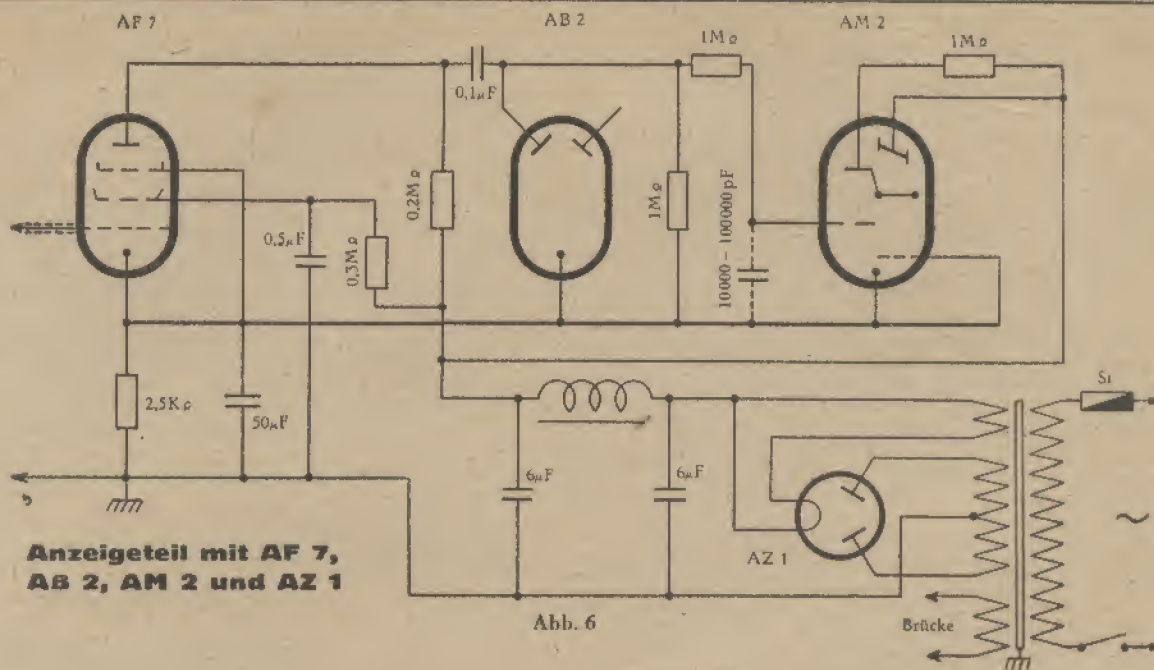 AF 7
AB 2
AM 2
1MΩ
1MΩ
0,1µF
0,2MΩ
1MΩ
10000 – 100000pF
0,5µF
0,3MΩ
2,5KΩ
50µF
Si
6µF
6µF
AZ 1
~
Anzeigeteil mit AF 7,
AB 2, AM 2 und AZ 1
Abb. 6
Brücke